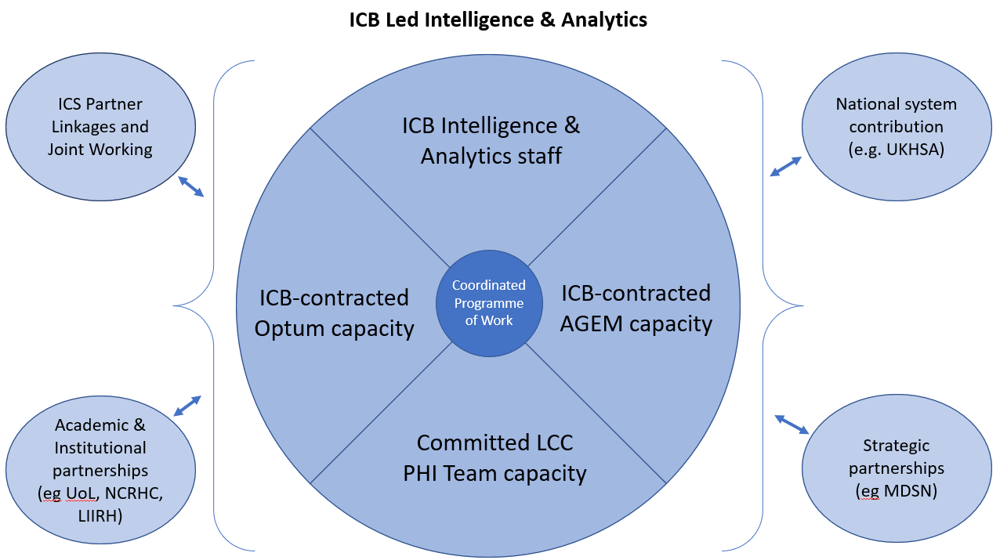 ICB Led Intelligence & Analytics
ICS Partner
Linkages and
Joint Working
National system
contribution
(e.g. UKHSA)
ICB Intelligence &
Analytics staff
ICB-contracted
Optum capacity
Coordinated
Programme
of Work
ICB-contracted
AGEM capacity
Committed LCC
PHI Team capacity
Academic &
Institutional
partnerships
(eg UoL, NCRHC,
LIIRH)
Strategic
partnerships
(eg MDSN)